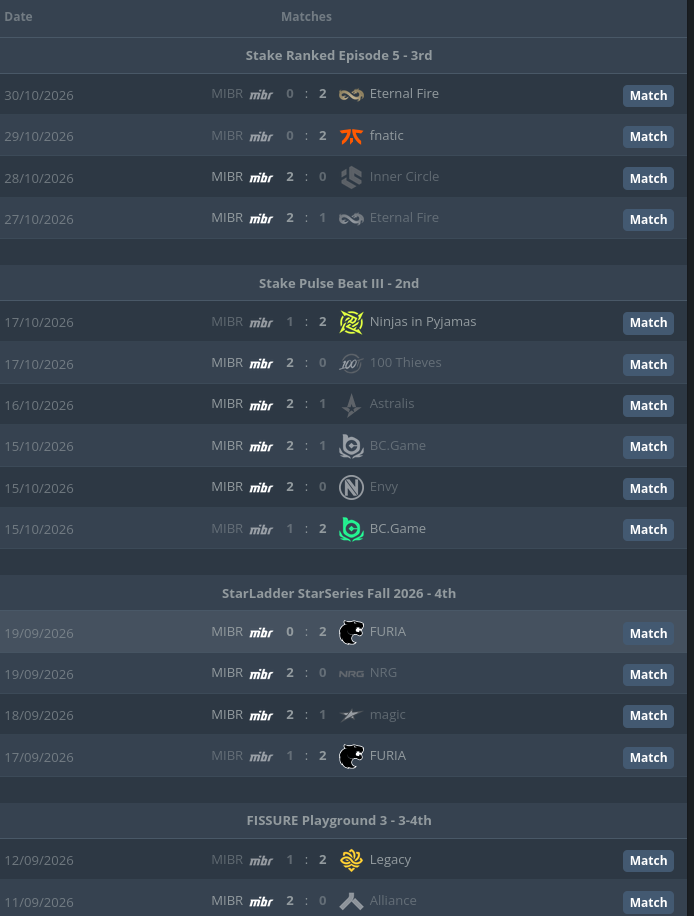 Date Matches
Stake Ranked Episode 5 - 3rd
30/10/2026 MIBR mibr 0 : 2 Eternal Fire Match
29/10/2026 MIBR mibr 0 : 2 fnatic Match
28/10/2026 MIBR mibr 2 : 0 Inner Circle Match
27/10/2026 MIBR mibr 2 : 1 Eternal Fire Match
Stake Pulse Beat III - 2nd
17/10/2026 MIBR mibr 1 : 2 Ninjas in Pyjamas Match
17/10/2026 MIBR mibr 2 : 0 100 100 Thieves Match
16/10/2026 MIBR mibr 2 : 1 Astralis Match
15/10/2026 MIBR mibr 2 : 1 BC.Game Match
15/10/2026 MIBR mibr 2 : 0 Envy Match
15/10/2026 MIBR mibr 1 : 2 BC.Game Match
StarLadder StarSeries Fall 2026 - 4th
19/09/2026 MIBR mibr 0 : 2 FURIA Match
19/09/2026 MIBR mibr 2 : 0 NRG NRG Match
18/09/2026 MIBR mibr 2 : 1 magic Match
17/09/2026 MIBR mibr 1 : 2 FURIA Match
FISSURE Playground 3 - 3-4th
12/09/2026 MIBR mibr 1 : 2 Legacy Match
11/09/2026 MIBR mibr 2 : 0 Alliance Match